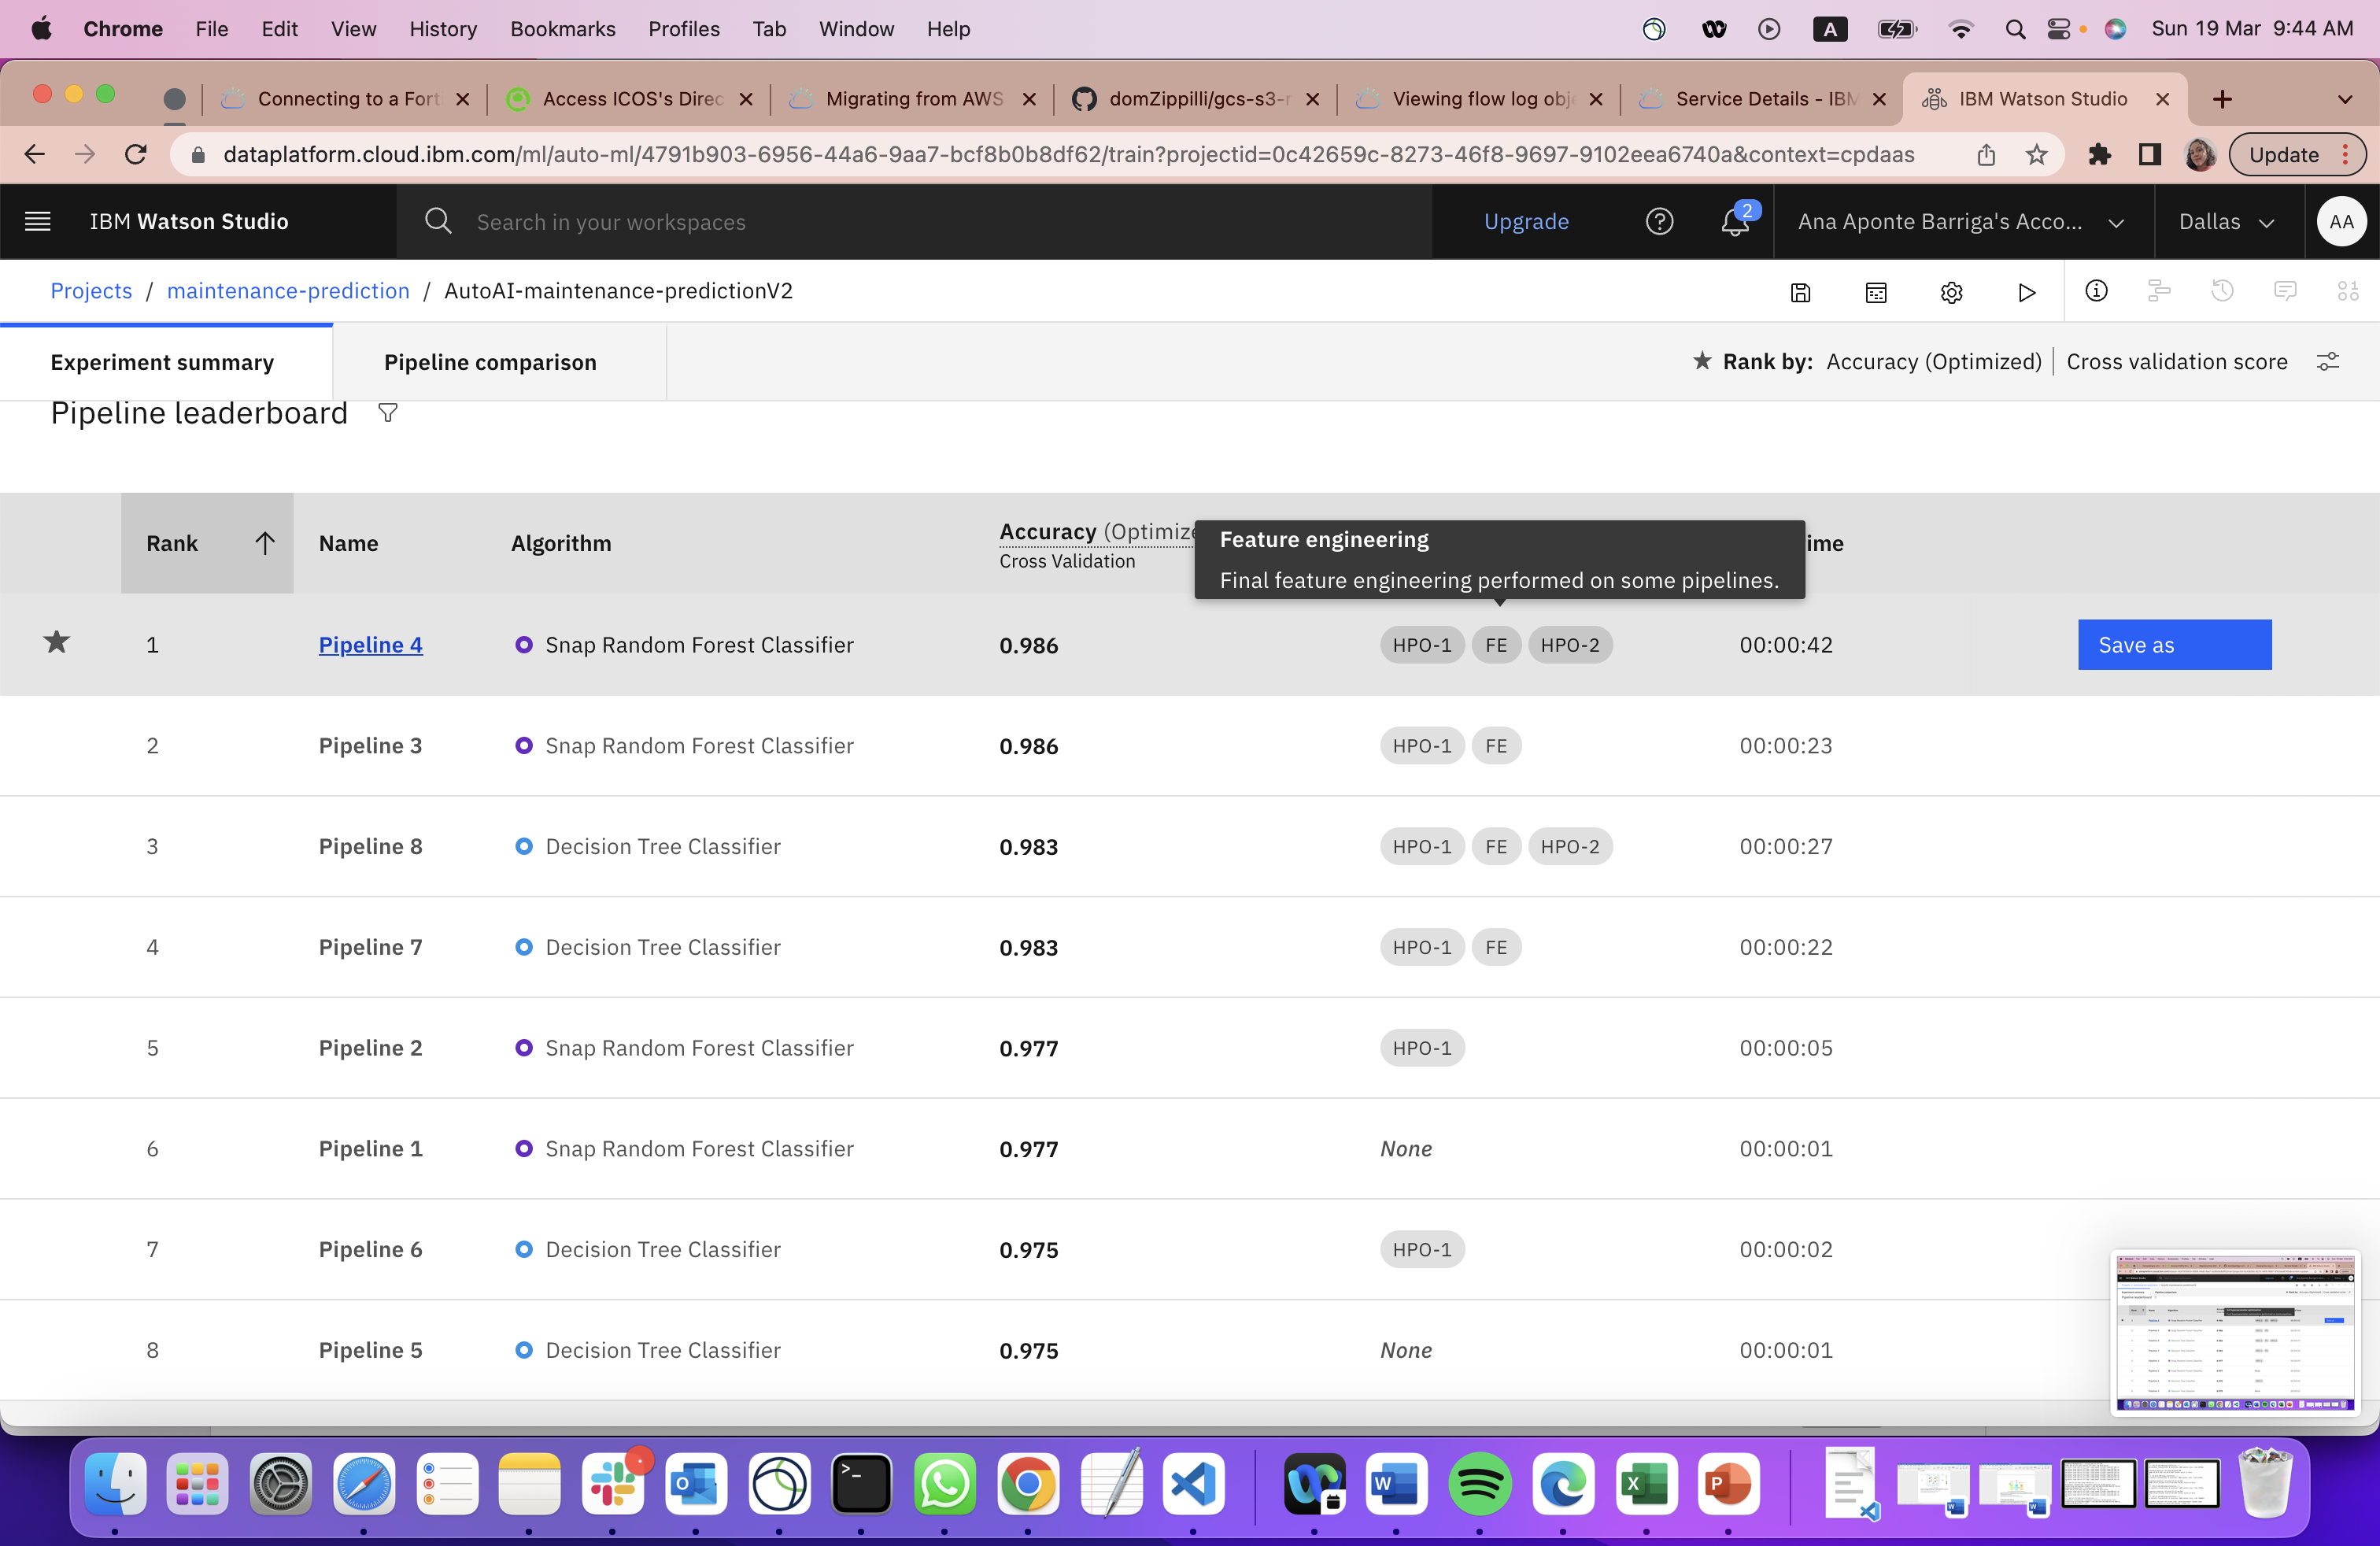 Chrome File Edit View History Bookmarks Profiles Tab Window Help A Sun 19 Mar 9:44 AM
Connecting to a Fort Access ICOS's Direc Migrating from AWS domZippilli/gcs-s3-r Viewing flow log obj Service Details - IBM IBM Watson Studio
dataplatform.cloud.ibm.com/ml/auto-ml/4791b903-6956-44a6-9aa7-bcf8b0b8df62/train?projectid=0c42659c-8273-46f8-9697-9102eea6740a&context=cpdaas Update
IBM Watson Studio Search in your workspaces Upgrade 2 Ana Aponte Barriga's Acco... Dallas AA
Projects / maintenance-prediction / AutoAI-maintenance-predictionV2
Experiment summary Pipeline comparison Rank by: Accuracy (Optimized) | Cross validation score
Pipeline leaderboard
Rank Name Algorithm Accuracy (Optimize ime
Cross Validation
Feature engineering
Final feature engineering performed on some pipelines.
1 Pipeline 4 Snap Random Forest Classifier 0.986 HPO-1 FE HPO-2 00:00:42 Save as
2 Pipeline 3 Snap Random Forest Classifier 0.986 HPO-1 FE 00:00:23
3 Pipeline 8 Decision Tree Classifier 0.983 HPO-1 FE HPO-2 00:00:27
4 Pipeline 7 Decision Tree Classifier 0.983 HPO-1 FE 00:00:22
5 Pipeline 2 Snap Random Forest Classifier 0.977 HPO-1 00:00:05
6 Pipeline 1 Snap Random Forest Classifier 0.977 None 00:00:01
7 Pipeline 6 Decision Tree Classifier 0.975 HPO-1 00:00:02
8 Pipeline 5 Decision Tree Classifier 0.975 None 00:00:01